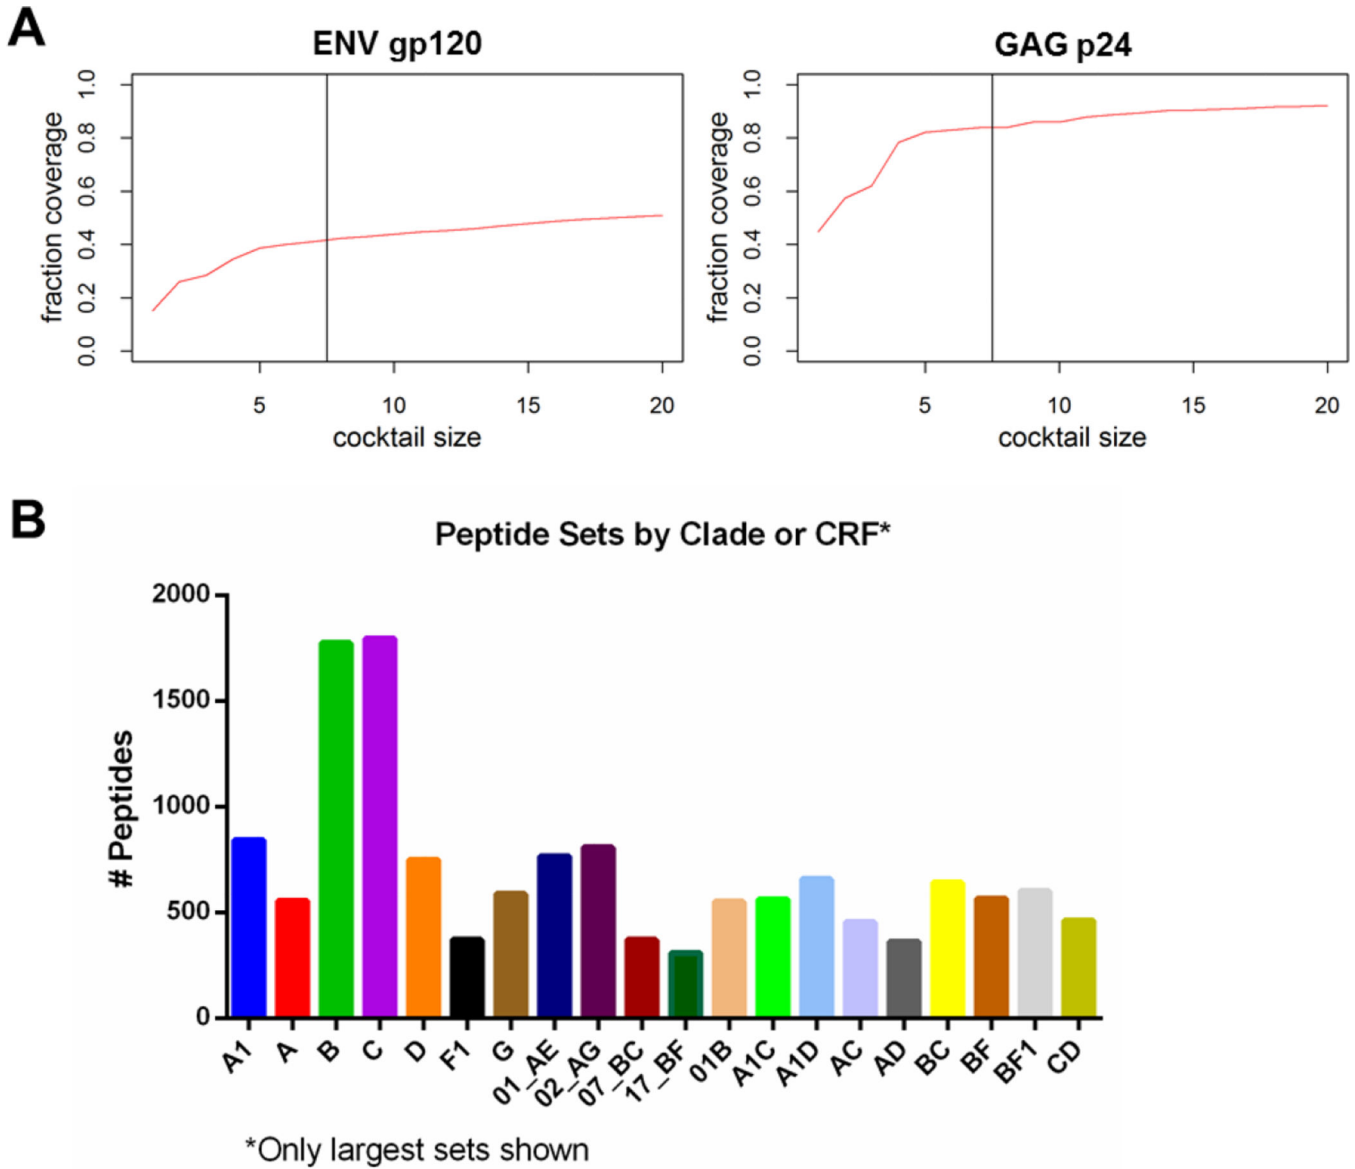 A
ENV gp120
GAG p24
fraction coverage
0.0 0.2 0.4 0.6 0.8 1.0
5 10 15 20
cocktail size
fraction coverage
0.0 0.2 0.4 0.6 0.8 1.0
5 10 15 20
cocktail size
B
Peptide Sets by Clade or CRF*
# Peptides
2000
1500
1000
500
0
A1 A B C D F1 G 01_AE 02_AG 07_BC 17_BF 01B A1C A1D AC AD BC BF BF1 CD
*Only largest sets shown